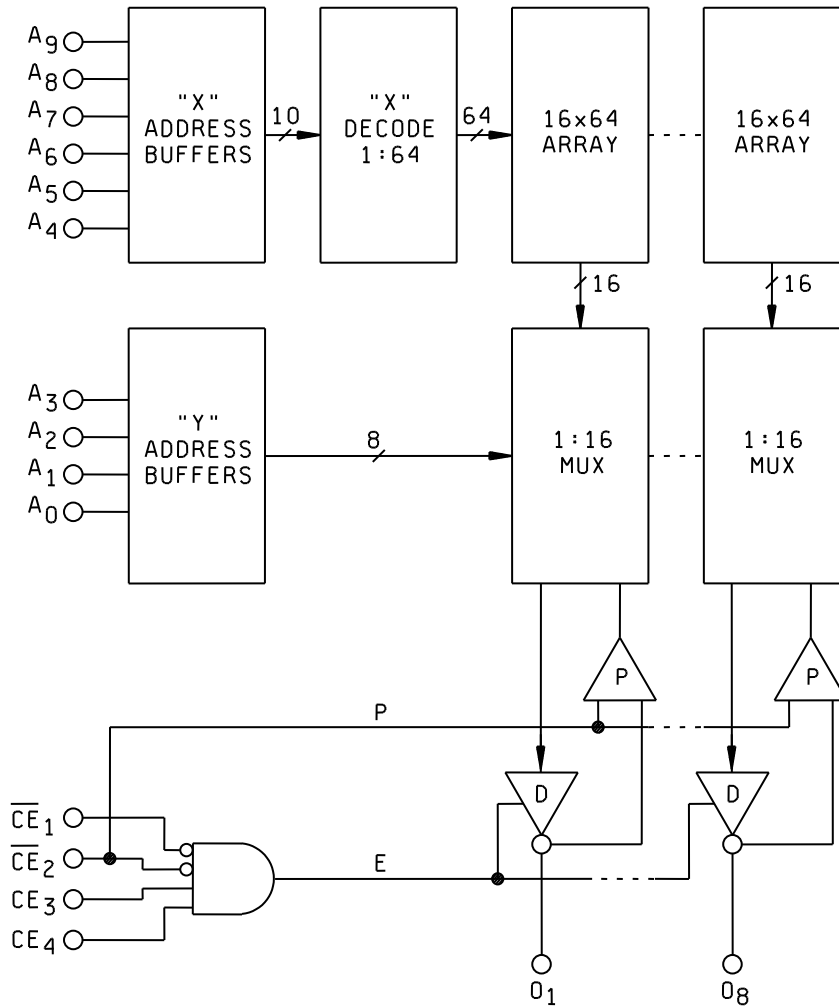 A9
A8
A7
A6
A5
A4
"X"
ADDRESS
BUFFERS
10
"X"
DECODE
1:64
64
16x64
ARRAY
16x64
ARRAY
16
16
A3
A2
A1
A0
"Y"
ADDRESS
BUFFERS
8
1:16
MUX
1:16
MUX
P
P
P
D
D
CE1
CE2
CE3
CE4
E
O1
O8